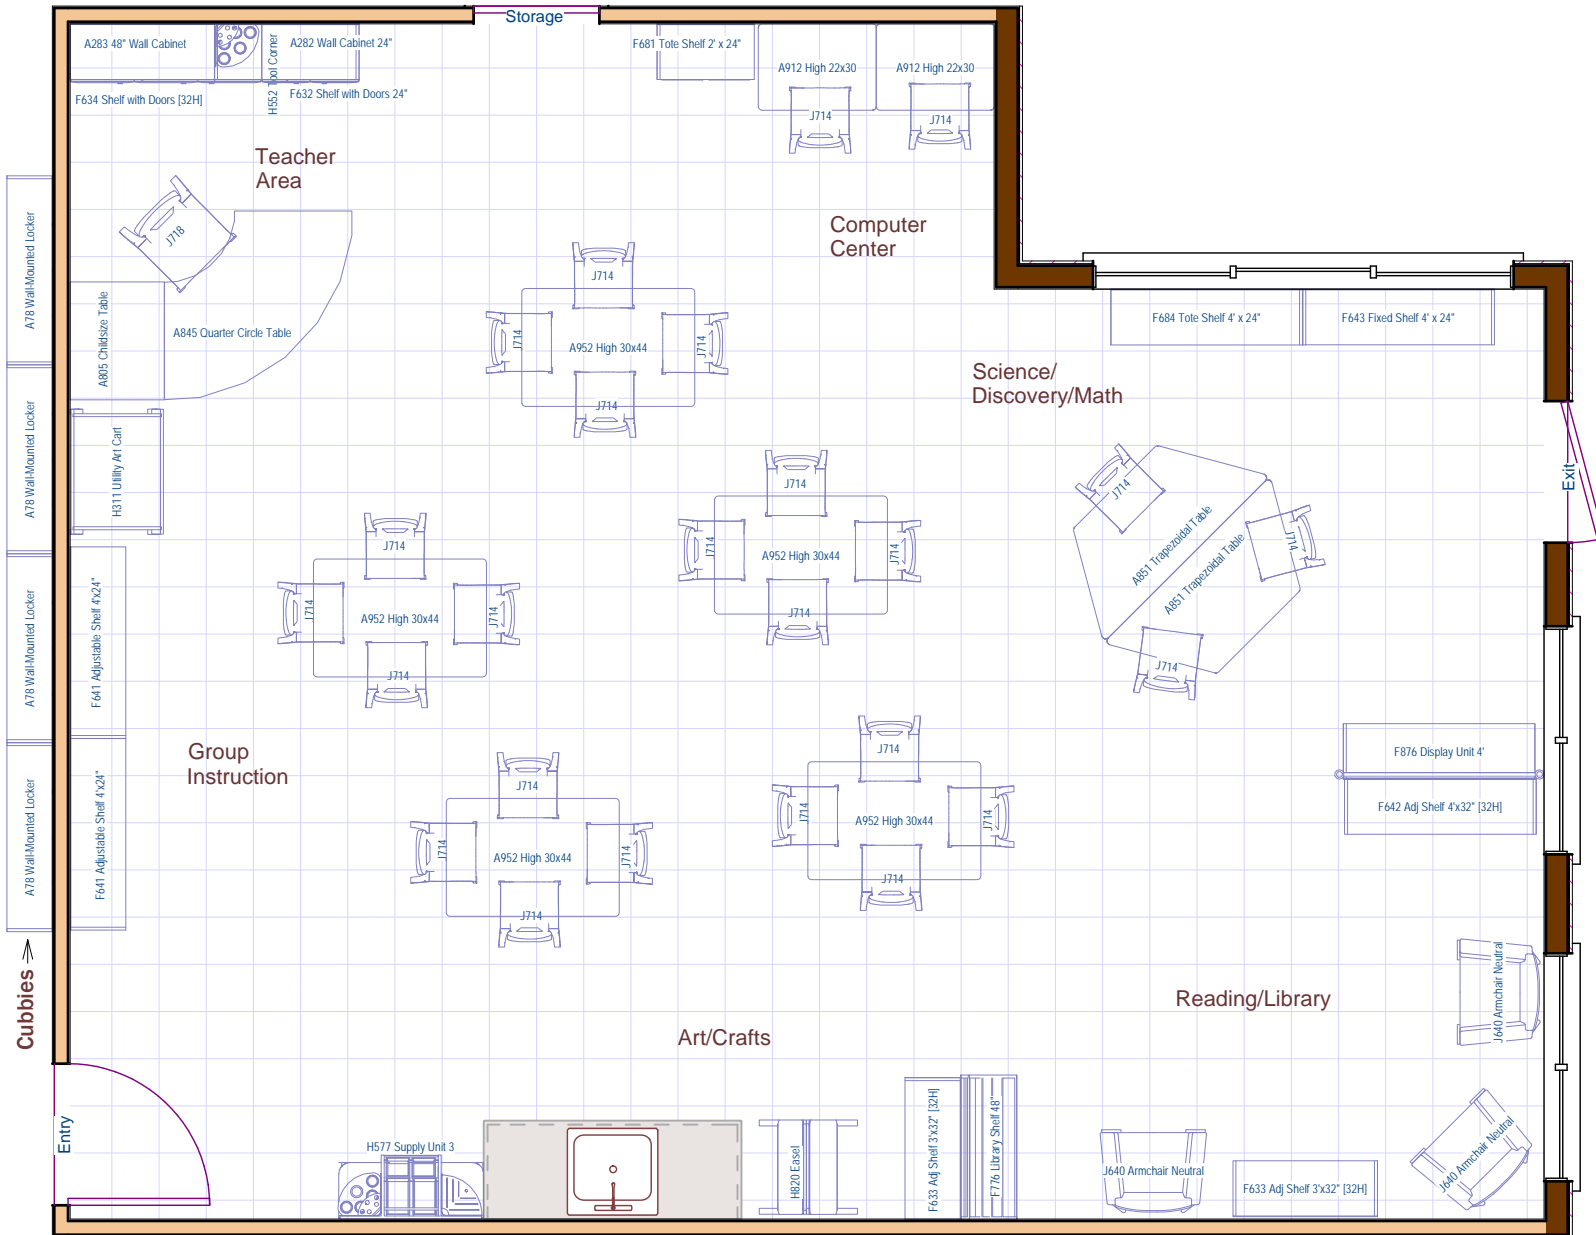 Storage
A283 48" Wall Cabinet
H552 Tool Corner
A282 Wall Cabinet 24"
F634 Shelf with Doors [32H]
F632 Shelf with Doors 24"
F681 Tote Shelf 2' x 24"
A912 High 22x30
A912 High 22x30
J714
J714
Teacher
Area
J718
A805 Childsize Table
A845 Quarter Circle Table
H311 Utility Art Cart
Computer
Center
J714
J714
A952 High 30x44
J714
J714
F684 Tote Shelf 4' x 24"
F643 Fixed Shelf 4' x 24"
Science/
Discovery/Math
Exit
A78 Wall-Mounted Locker
A78 Wall-Mounted Locker
A78 Wall-Mounted Locker
A78 Wall-Mounted Locker
Cubbies
J714
J714
A952 High 30x44
J714
J714
J714
A851 Trapezoidal Table
A851 Trapezoidal Table
J714
J714
J714
J714
A952 High 30x44
J714
J714
F641 Adjustable Shelf 4'x24"
F641 Adjustable Shelf 4'x24"
Group
Instruction
J714
J714
A952 High 30x44
J714
J714
J714
J714
A952 High 30x44
J714
J714
F876 Display Unit 4'
F642 Adj Shelf 4'x32" [32H]
Reading/Library
J640 Armchair Neutral
Art/Crafts
Entry
H577 Supply Unit 3
H820 Easel
F633 Adj Shelf 3'x32" [32H]
F776 Library Shelf 48"
J640 Armchair Neutral
F633 Adj Shelf 3'x32" [32H]
J640 Armchair Neutral